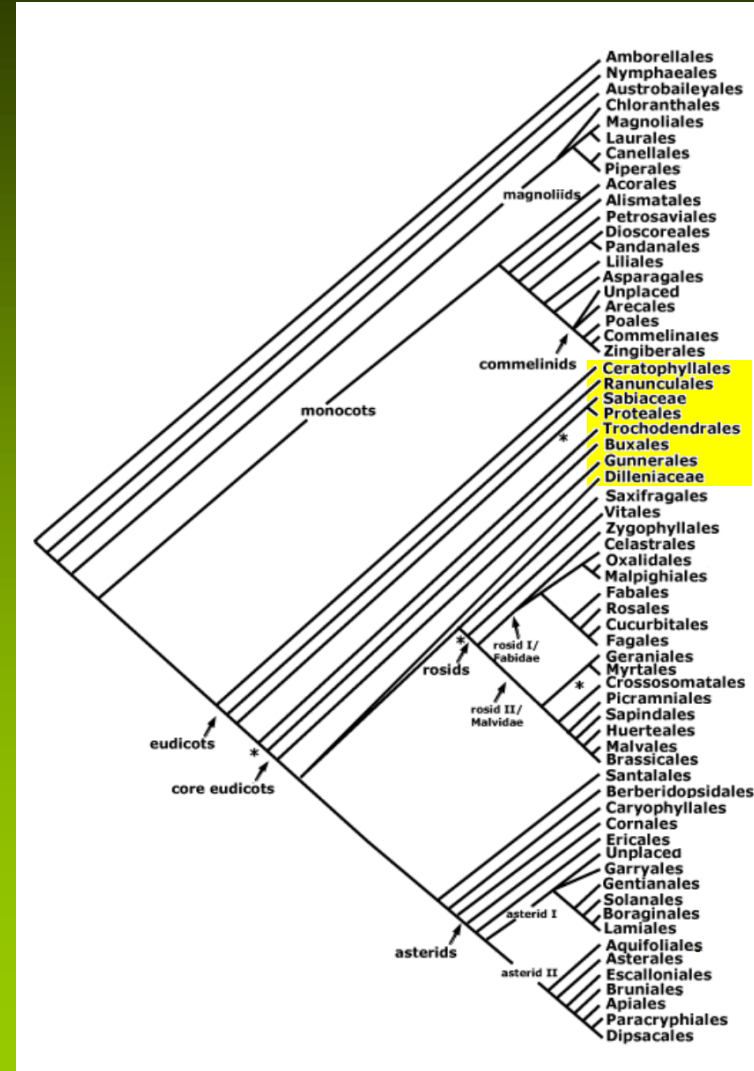 Amborellales
Nymphaeales
Austrobaileyales
Chloranthales
Magnoliales
Laurales
Canellales
Piperales
magnoliids
Acorales
Alismatales
Petrosaviales
Dioscoreales
Pandanales
Liliales
Asparagales
Unplaced
Arecales
Poales
Commelinales
Zingiberales
commelinids
Ceratophyllales
Ranunculales
Sabiaceae
Proteales
monocots
Trochodendrales
*
Buxales
Gunnerales
Dilleniaceae
Saxifragales
Vitales
Zygophyllales
Celastrales
Oxalidales
Malpighiales
Fabales
Rosales
Cucurbitales
Fagales
*
rosid I/
Fabidae
rosids
Geraniales
Myrtales
* Crossosomatales
Picramniales
rosid II/
Malvidae
Sapindales
Huerteales
Malvales
Brassicales
eudicots
*
core eudicots
Santalales
Berberidopsidales
Caryophyllales
Cornales
Ericales
Unplaced
Garryales
Gentianales
Solanales
asterid I
Boraginales
Lamiales
asterids
Aquifoliales
Asterales
asterid II
Escalloniales
Bruniales
Apiales
Paracryphiales
Dipsacales